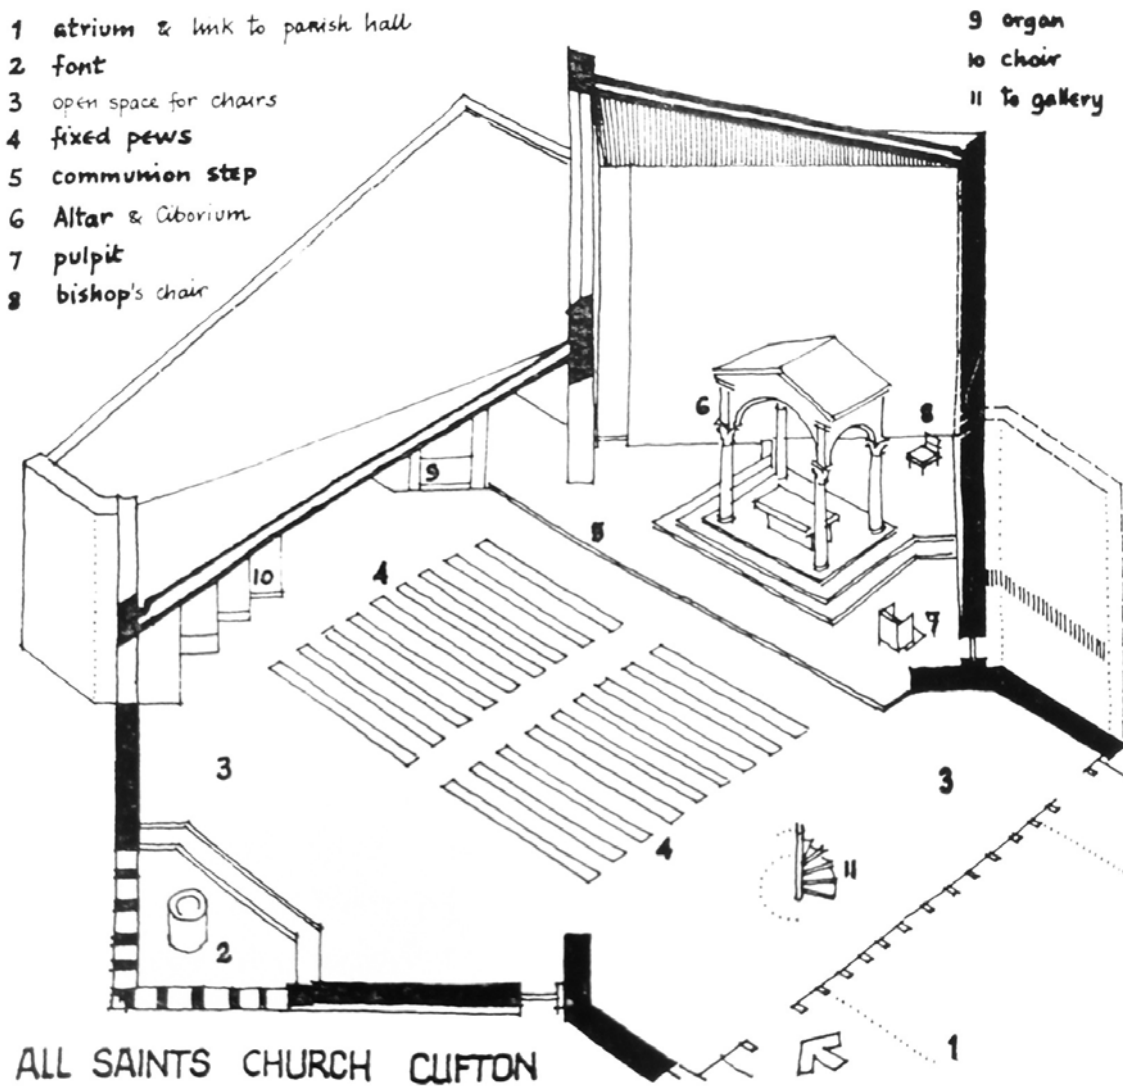 1 atrium & link to parish hall
2 font
3 open space for chairs
4 fixed pews
5 communion step
6 Altar & Ciborium
7 pulpit
8 bishop's chair
9 organ
10 choir
11 to gallery
6
8
9
5
10
4
7
3
3
4
11
2
1
ALL SAINTS CHURCH CLIFTON